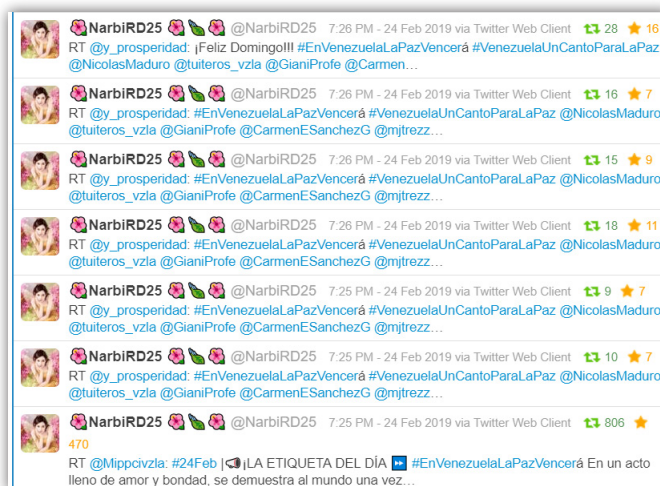 🌺NarbiRD25 🌺🍃🌺 @NarbiRD25 7:26 PM - 24 Feb 2019 via Twitter Web Client 28 16
RT @y_prosperidad: ¡Feliz Domingo!!! #EnVenezuelaLaPazVencerá #VenezuelaUnCantoParaLaPaz
@NicolasMaduro @tuiteros_vzla @GianiProfe @Carmen…
🌺NarbiRD25 🌺🍃🌺 @NarbiRD25 7:26 PM - 24 Feb 2019 via Twitter Web Client 16 7
RT @y_prosperidad: #EnVenezuelaLaPazVencerá #VenezuelaUnCantoParaLaPaz @NicolasMaduro
@tuiteros_vzla @GianiProfe @CarmenESanchezG @mjtrezz…
🌺NarbiRD25 🌺🍃🌺 @NarbiRD25 7:26 PM - 24 Feb 2019 via Twitter Web Client 15 9
RT @y_prosperidad: #EnVenezuelaLaPazVencerá #VenezuelaUnCantoParaLaPaz @NicolasMaduro
@tuiteros_vzla @GianiProfe @CarmenESanchezG @mjtrezz…
🌺NarbiRD25 🌺🍃🌺 @NarbiRD25 7:26 PM - 24 Feb 2019 via Twitter Web Client 18 11
RT @y_prosperidad: #EnVenezuelaLaPazVencerá #VenezuelaUnCantoParaLaPaz @NicolasMaduro
@tuiteros_vzla @GianiProfe @CarmenESanchezG @mjtrezz…
🌺NarbiRD25 🌺🍃🌺 @NarbiRD25 7:25 PM - 24 Feb 2019 via Twitter Web Client 9 7
RT @y_prosperidad: #EnVenezuelaLaPazVencerá #VenezuelaUnCantoParaLaPaz @NicolasMaduro
@tuiteros_vzla @GianiProfe @CarmenESanchezG @mjtrezz…
🌺NarbiRD25 🌺🍃🌺 @NarbiRD25 7:25 PM - 24 Feb 2019 via Twitter Web Client 10 7
RT @y_prosperidad: #EnVenezuelaLaPazVencerá #VenezuelaUnCantoParaLaPaz @NicolasMaduro
@tuiteros_vzla @GianiProfe @CarmenESanchezG @mjtrezz…
🌺NarbiRD25 🌺🍃🌺 @NarbiRD25 7:25 PM - 24 Feb 2019 via Twitter Web Client 806
470
RT @Mippcivzla: #24Feb |📢¡LA ETIQUETA DEL DÍA ⏩ #EnVenezuelaLaPazVencerá En un acto
lleno de amor y bondad, se demuestra al mundo una vez…